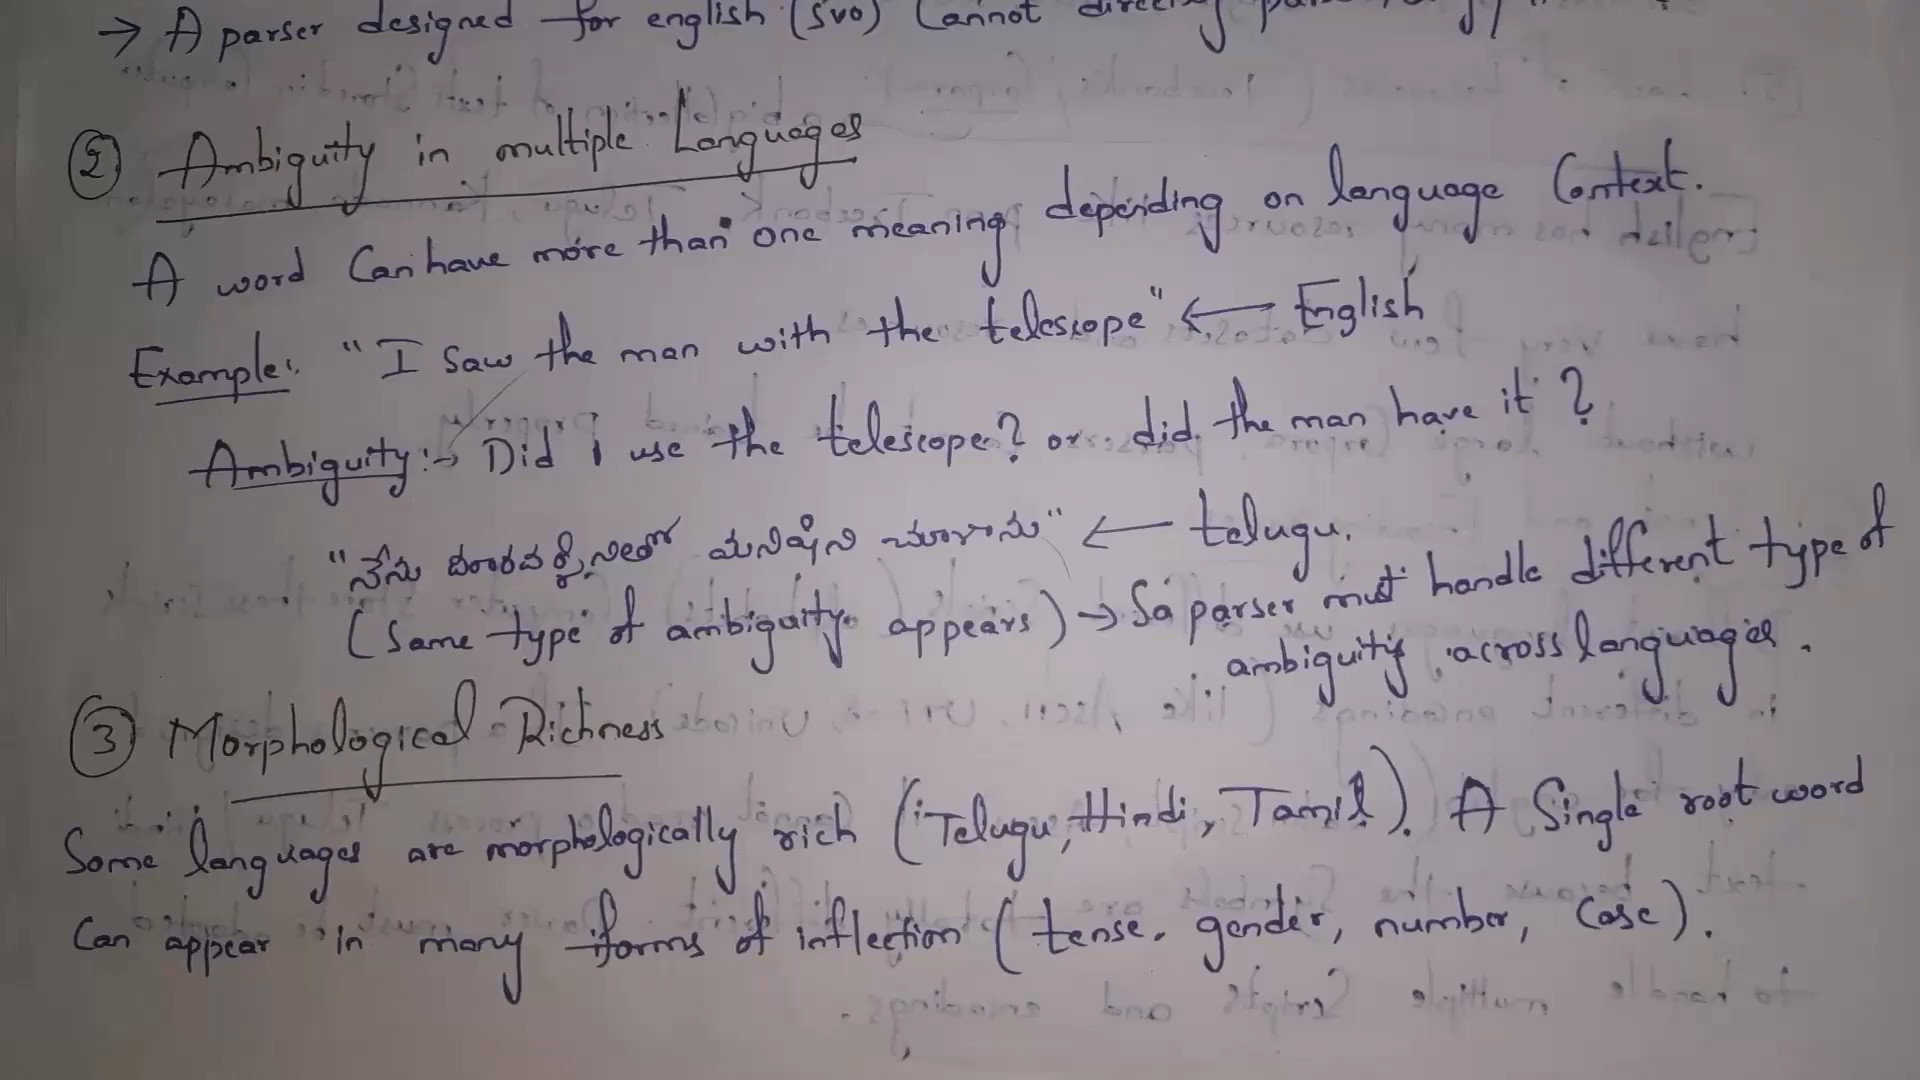 → A parser designed for english (SVO) Cannot directly
② Ambiguity in multiple Languages
A word Can have more than one meaning depending on language Context.
Example:. "I Saw the man with the telescope" ← English
Ambiguity:→ Did I use the telescope? or did the man have it?
"నేను దూరదర్శినితో మనిషిని చూశాను" ← telugu.
(Same type of ambiguity appears) → So parser must handle different type of
ambiguity across languages.
③ Morphological Richness
Some languages are morphologically rich (Telugu, Hindi, Tamil). A Single root word
Can appear in many forms of inflection (tense, gender, number, Case).